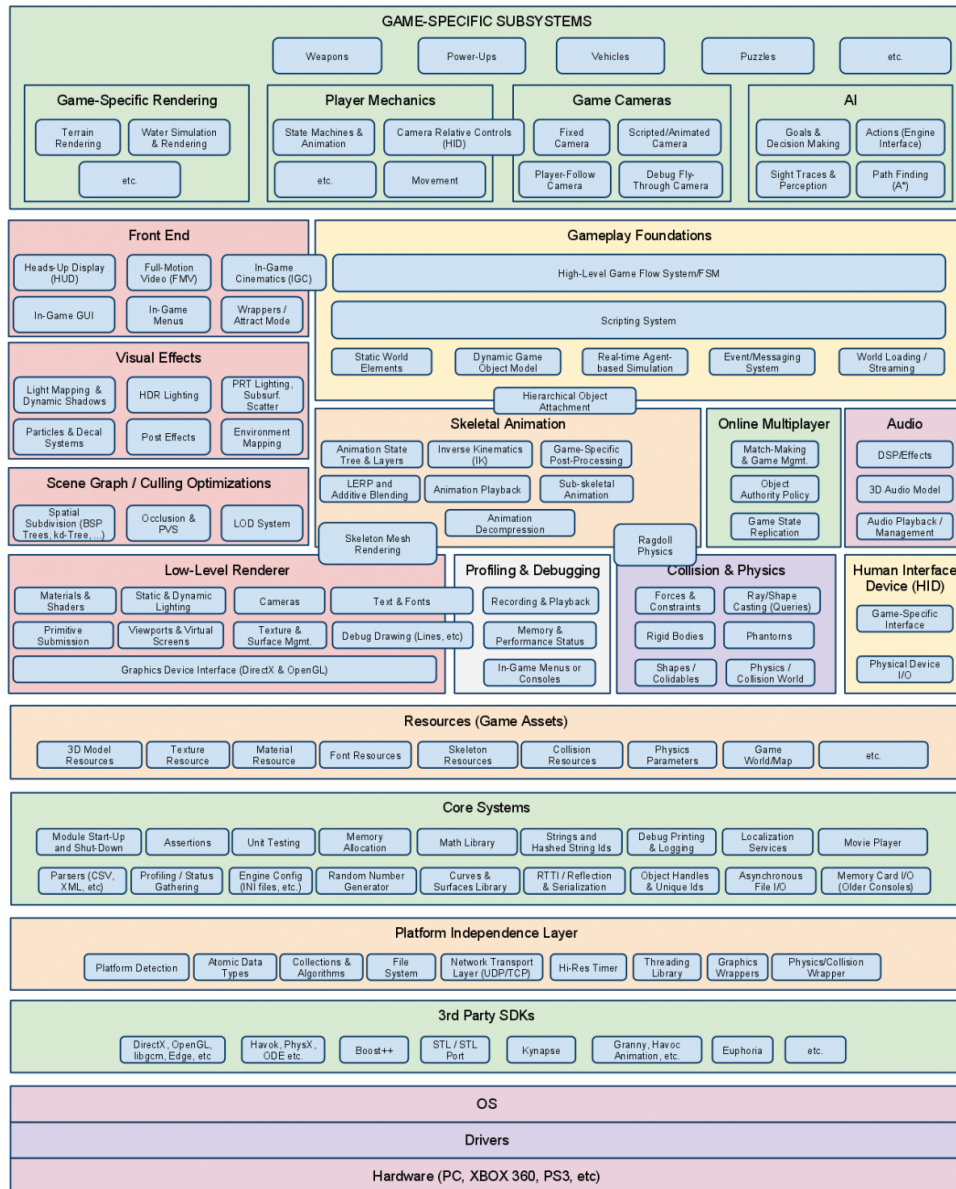 GAME-SPECIFIC SUBSYSTEMS
Weapons
Power-Ups
Vehicles
Puzzles
etc.
Game-Specific Rendering
Terrain
Rendering
Water Simulation
& Rendering
etc.
Player Mechanics
State Machines &
Animation
Camera Relative Controls
(HID)
etc.
Movement
Game Cameras
Fixed
Camera
Scripted/Animated
Camera
Player-Follow
Camera
Debug Fly-
Through Camera
AI
Goals &
Decision Making
Actions (Engine
Interface)
Sight Traces &
Perception
Path Finding
(A*)
Front End
Heads-Up Display
(HUD)
Full-Motion
Video (FMV)
In-Game
Cinematics (IGC)
In-Game GUI
In-Game
Menus
Wrappers /
Attract Mode
Gameplay Foundations
High-Level Game Flow System/FSM
Scripting System
Static World
Elements
Dynamic Game
Object Model
Real-time Agent-
based Simulation
Event/Messaging
System
World Loading /
Streaming
Hierarchical Object
Attachment
Visual Effects
Light Mapping &
Dynamic Shadows
HDR Lighting
PRT Lighting,
Subsurf.
Scatter
Particles & Decal
Systems
Post Effects
Environment
Mapping
Skeletal Animation
Animation State
Tree & Layers
Inverse Kinematics
(IK)
Game-Specific
Post-Processing
LERP and
Additive Blending
Animation Playback
Sub-skeletal
Animation
Animation
Decompression
Skeleton Mesh
Rendering
Ragdoll
Physics
Online Multiplayer
Match-Making
& Game Mgmt.
Object
Authority Policy
Game State
Replication
Audio
DSP/Effects
3D Audio Model
Audio Playback /
Management
Scene Graph / Culling Optimizations
Spatial
Subdivision (BSP
Trees, kd-Tree, ...)
Occlusion &
PVS
LOD System
Low-Level Renderer
Materials &
Shaders
Static & Dynamic
Lighting
Cameras
Text & Fonts
Primitive
Submission
Viewports & Virtual
Screens
Texture &
Surface Mgmt.
Debug Drawing (Lines, etc)
Graphics Device Interface (DirectX & OpenGL)
Profiling & Debugging
Recording & Playback
Memory &
Performance Status
In-Game Menus or
Consoles
Collision & Physics
Forces &
Constraints
Ray/Shape
Casting (Queries)
Rigid Bodies
Phantorns
Shapes /
Colidables
Physics /
Collision World
Human Interface
Device (HID)
Game-Specific
Interface
Physical Device
I/O
Resources (Game Assets)
3D Model
Resources
Texture
Resource
Material
Resource
Font Resources
Skeleton
Resources
Collision
Resources
Physics
Parameters
Game
World/Map
etc.
Core Systems
Module Start-Up
and Shut-Down
Assertions
Unit Testing
Memory
Allocation
Math Library
Strings and
Hashed String Ids
Debug Printing
& Logging
Localization
Services
Movie Player
Parsers (CSV,
XML, etc)
Profiling / Status
Gathering
Engine Config
(INI files, etc.)
Random Number
Generator
Curves &
Surfaces Library
RTTI / Reflection
& Serialization
Object Handles
& Unique Ids
Asynchronous
File I/O
Memory Card I/O
(Older Consoles)
Platform Independence Layer
Platform Detection
Atomic Data
Types
Collections &
Algorithms
File
System
Network Transport
Layer (UDP/TCP)
Hi-Res Timer
Threading
Library
Graphics
Wrappers
Physics/Collision
Wrapper
3rd Party SDKs
DirectX, OpenGL,
libgcm, Edge, etc
Havok, PhysX,
ODE etc.
Boost++
STL / STL
Port
Kynapse
Granny, Havoc
Animation, etc.
Euphoria
etc.
OS
Drivers
Hardware (PC, XBOX 360, PS3, etc)